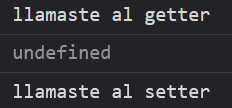 llamaste al getter
undefined
llamaste al setter